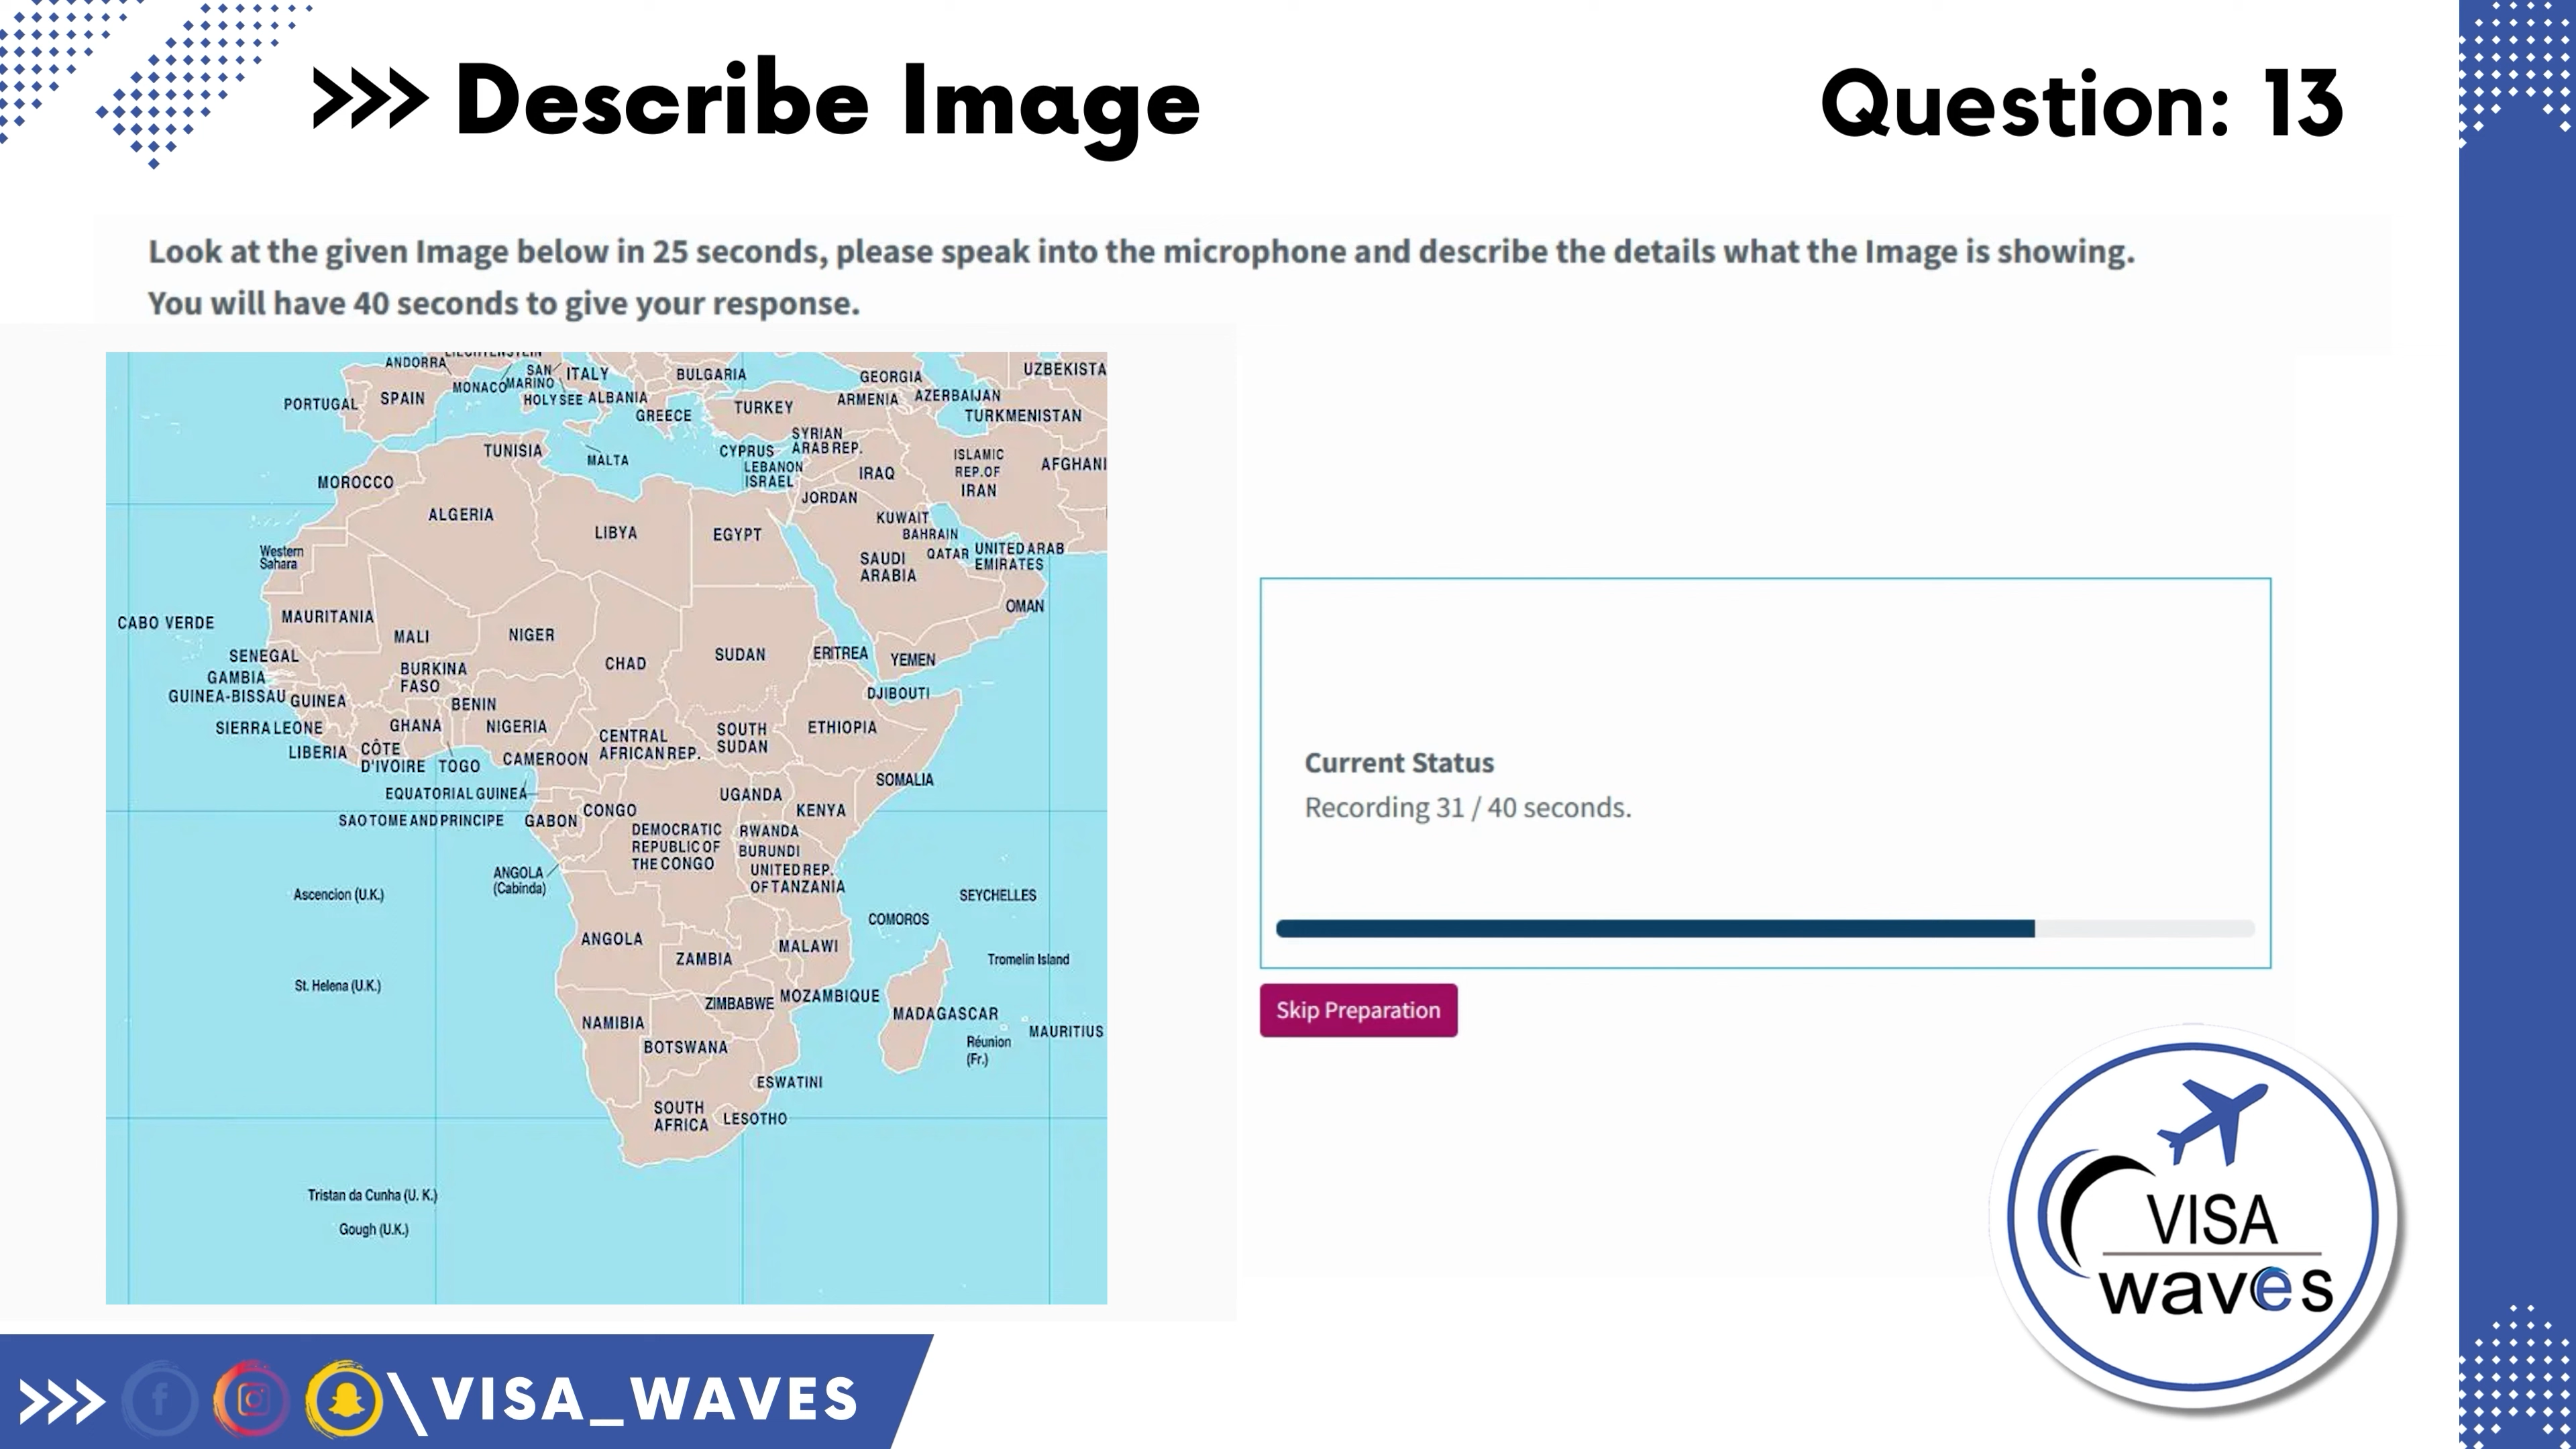 >>> Describe Image
Question: 13
Look at the given Image below in 25 seconds, please speak into the microphone and describe the details what the Image is showing.
You will have 40 seconds to give your response.
ANDORRA
LIECHTENSTEIN
SAN MARINO
MONACO
ITALY
BULGARIA
GEORGIA
UZBEKISTA
PORTUGAL
SPAIN
HOLY SEE
ALBANIA
GREECE
TURKEY
ARMENIA
AZERBAIJAN
TURKMENISTAN
TUNISIA
MALTA
CYPRUS
SYRIAN
ARAB REP.
LEBANON
ISRAEL
IRAQ
ISLAMIC
REP.OF
IRAN
AFGHANI
MOROCCO
JORDAN
ALGERIA
LIBYA
EGYPT
KUWAIT
BAHRAIN
QATAR
UNITED ARAB
EMIRATES
SAUDI
ARABIA
Western
Sahara
OMAN
CABO VERDE
MAURITANIA
MALI
NIGER
CHAD
SUDAN
ERITREA
YEMEN
SENEGAL
GAMBIA
GUINEA-BISSAU
GUINEA
BURKINA
FASO
BENIN
DJIBOUTI
SIERRA LEONE
GHANA
NIGERIA
CENTRAL
AFRICAN REP.
SOUTH
SUDAN
ETHIOPIA
LIBERIA
CÔTE
D'IVOIRE
TOGO
CAMEROON
SOMALIA
EQUATORIAL GUINEA
UGANDA
KENYA
SAO TOME AND PRINCIPE
GABON
CONGO
DEMOCRATIC
REPUBLIC OF
THE CONGO
RWANDA
BURUNDI
UNITED REP.
OF TANZANIA
ANGOLA
(Cabinda)
Ascencion (U.K.)
SEYCHELLES
COMOROS
ANGOLA
ZAMBIA
MALAWI
Tromelin Island
St. Helena (U.K.)
ZIMBABWE
MOZAMBIQUE
MADAGASCAR
NAMIBIA
BOTSWANA
MAURITIUS
Réunion
(Fr.)
ESWATINI
SOUTH
AFRICA
LESOTHO
Tristan da Cunha (U. K.)
Gough (U.K.)
Current Status
Recording 31 / 40 seconds.
Skip Preparation
VISA
waves
>>> \VISA_WAVES